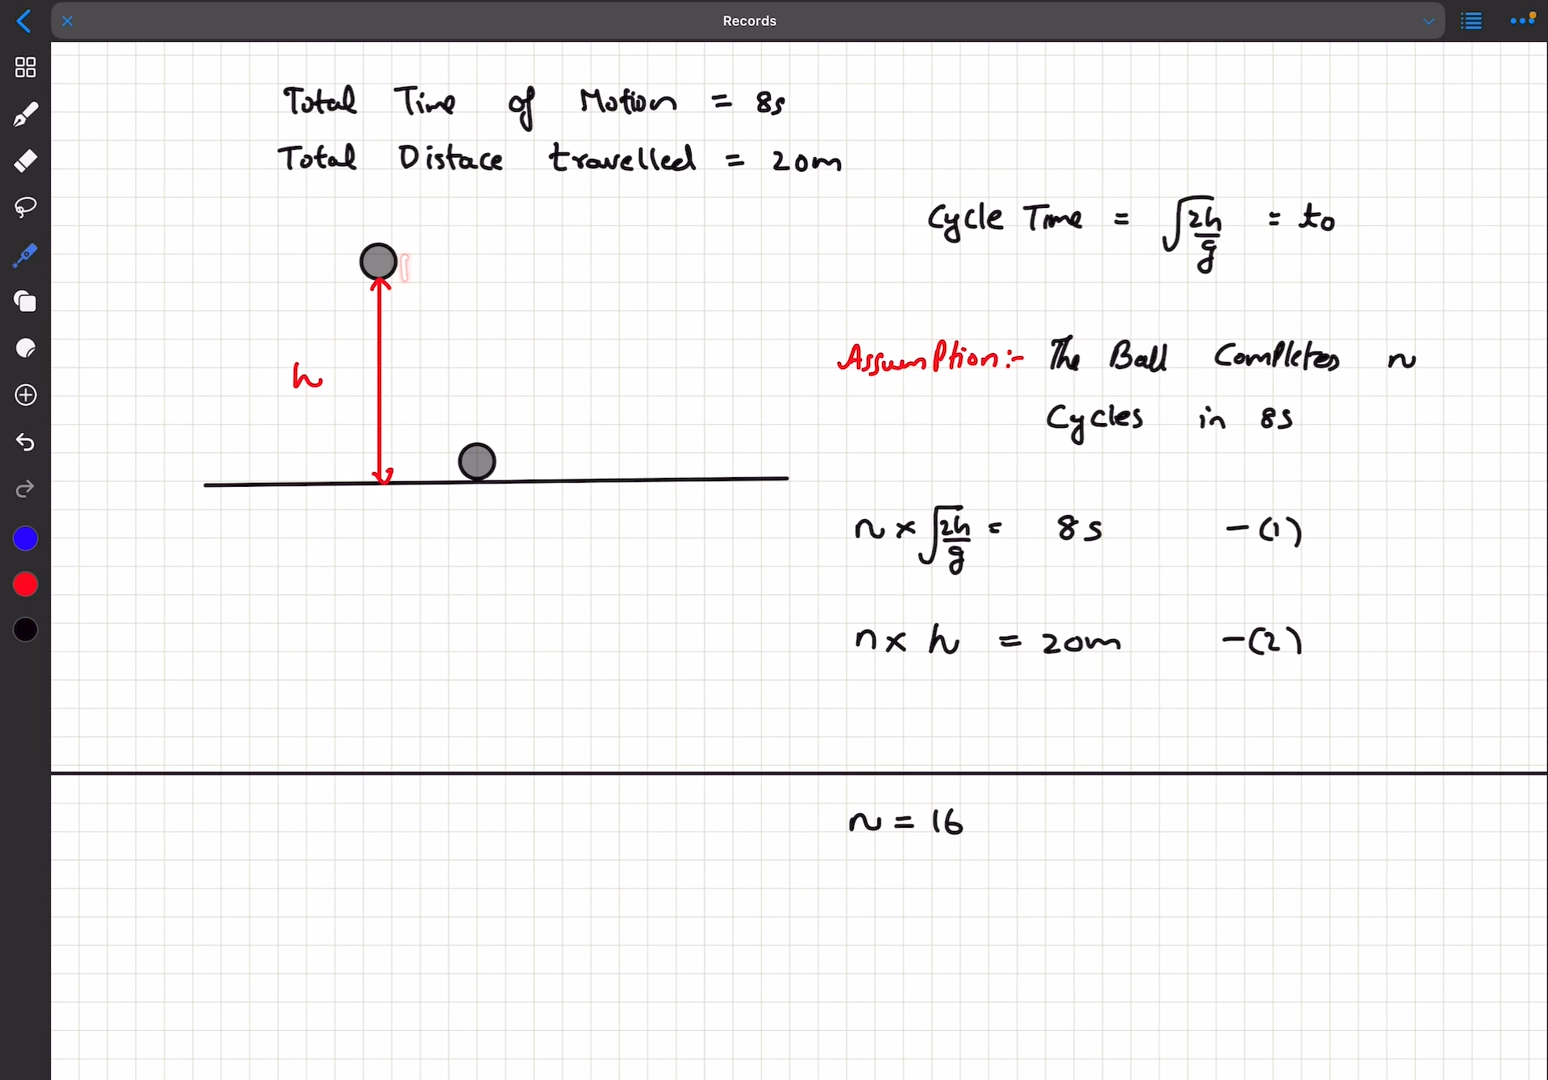 Records
Total Time of Motion = 8s
Total Distace travelled = 20m
Cycle Time = √2h/g = to
h
Assumption:- The Ball Completes n
Cycles in 8s
n × √2h/g = 8s -(1)
n × h = 20m -(2)
n = 16